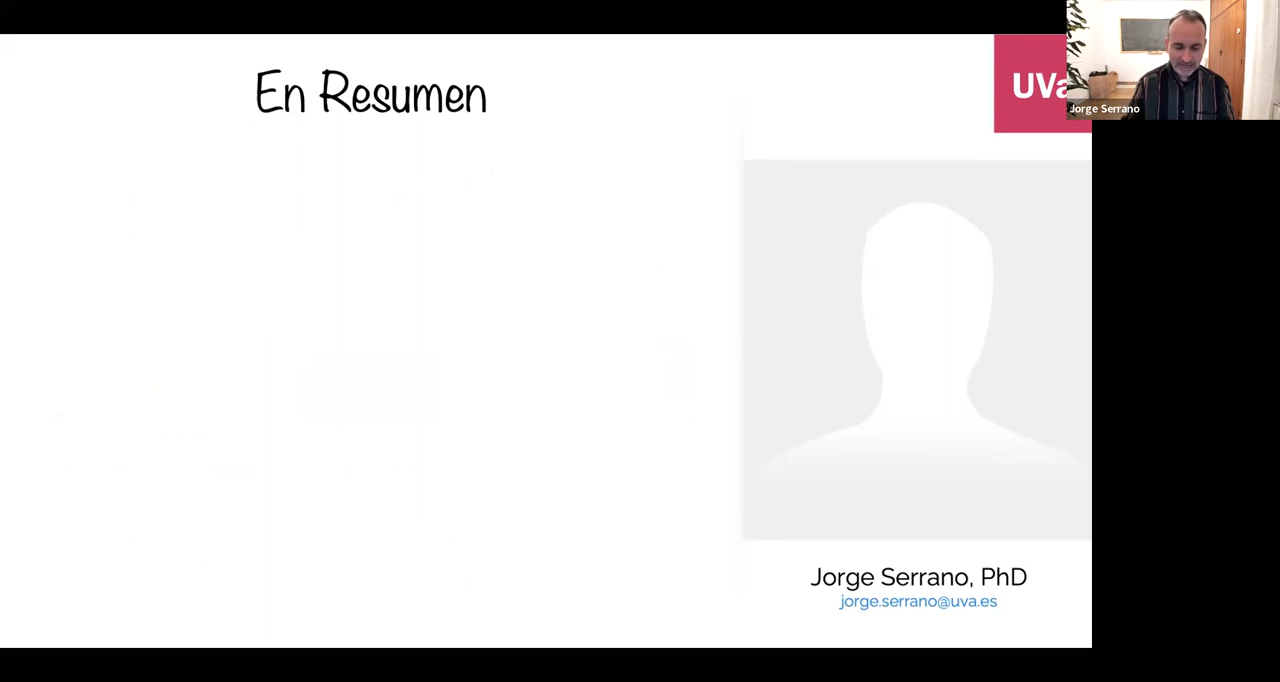 En Resumen
UVa
Jorge Serrano
Jorge Serrano, PhD
jorge.serrano@uva.es